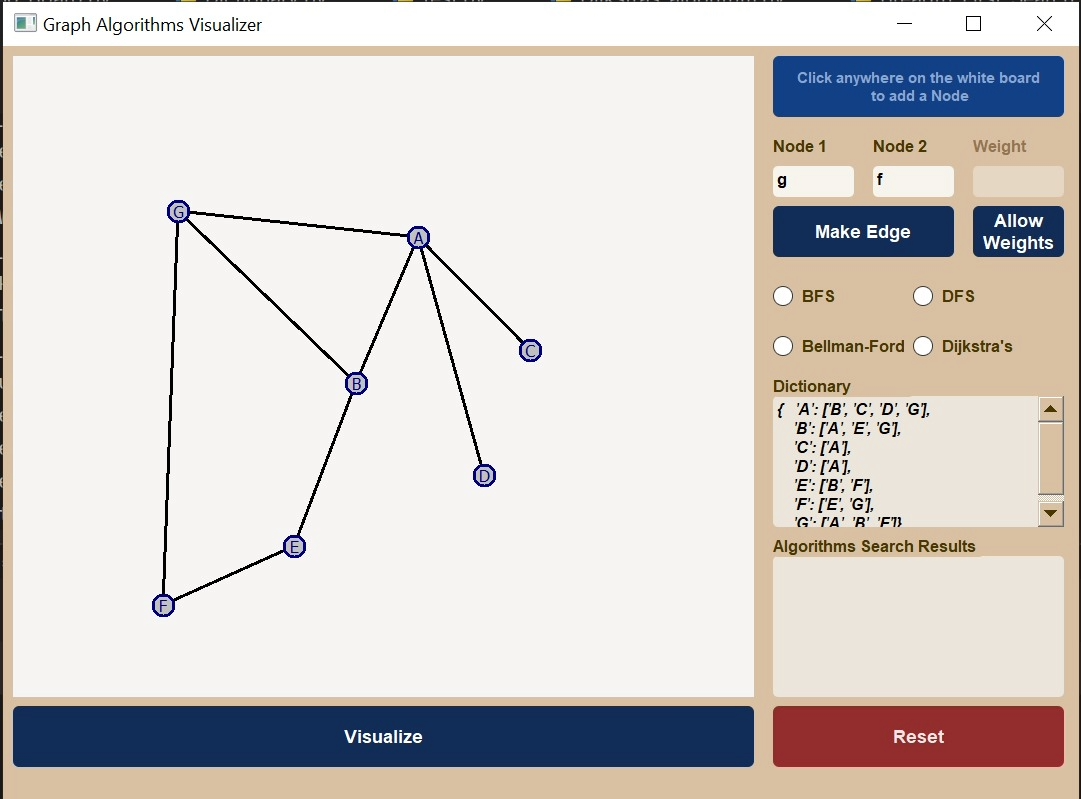 Graph Algorithms Visualizer
Click anywhere on the white board
to add a Node
Node 1
Node 2
Weight
g
f
Make Edge
Allow
Weights
G
A
C
B
D
E
F
BFS
DFS
Bellman-Ford
Dijkstra's
Dictionary
{ 'A': ['B', 'C', 'D', 'G'],
'B': ['A', 'E', 'G'],
'C': ['A'],
'D': ['A'],
'E': ['B', 'F'],
'F': ['E', 'G'],
'G': ['A', 'B', 'F']}
Algorithms Search Results
Visualize
Reset